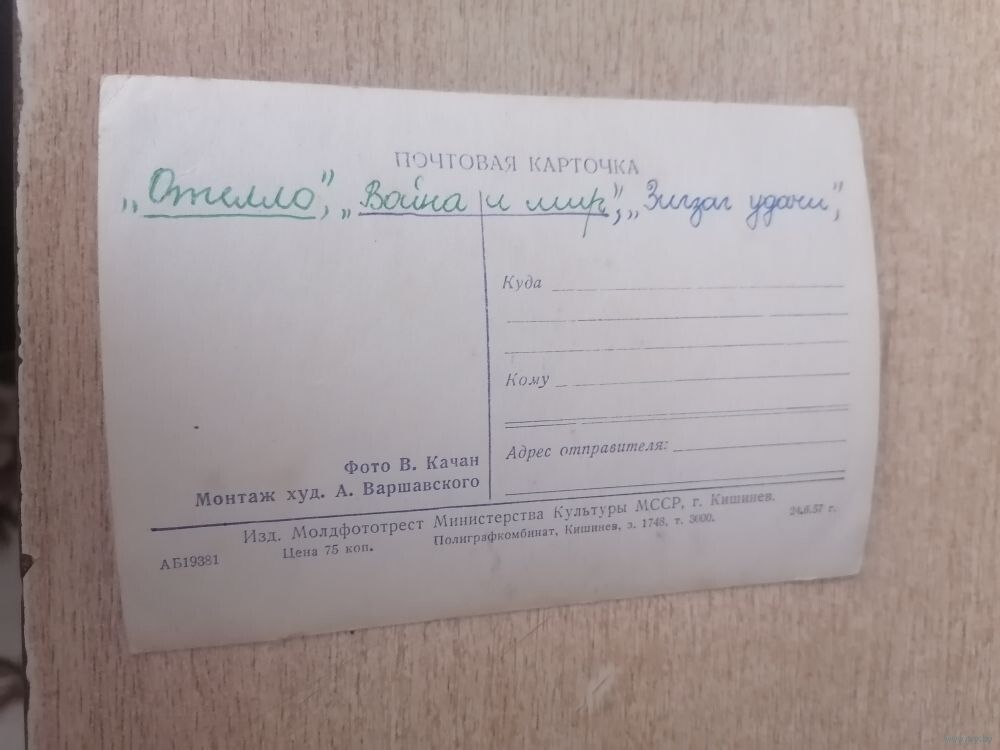 ПОЧТОВАЯ КАРТОЧКА
„Отелло", „Война и мир", „Зигзаг удачи",
Куда
Кому
Адрес отправителя:
Фото В. Качан
Монтаж худ. А. Варшавского
Изд. Молдфототрест Министерства Культуры МССР, г. Кишинев.
АБ19381 Цена 75 коп. Полиграфкомбинат, Кишинев, з. 1748, т. 3000. 24.6.57 г.